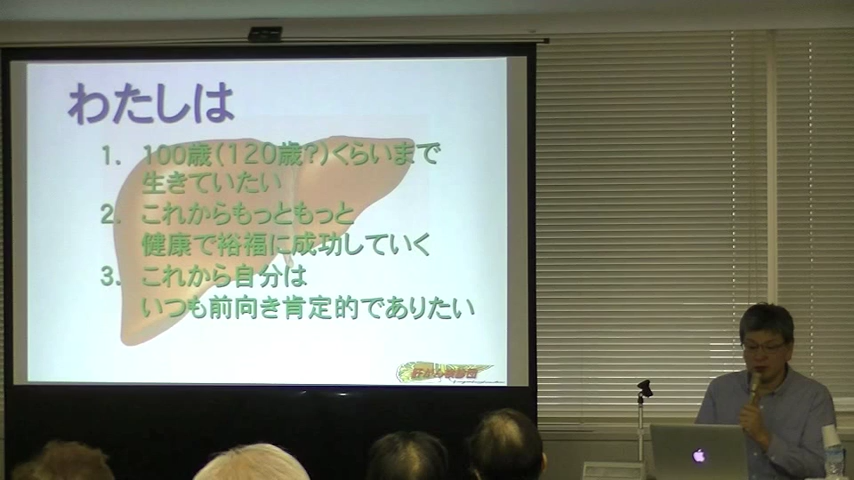 わたしは
1. 100歳(120歳?)くらいまで
生きていたい
2. これからもっともっと
健康で裕福に成功していく
3. これから自分は
いつも前向き肯定的でありたい